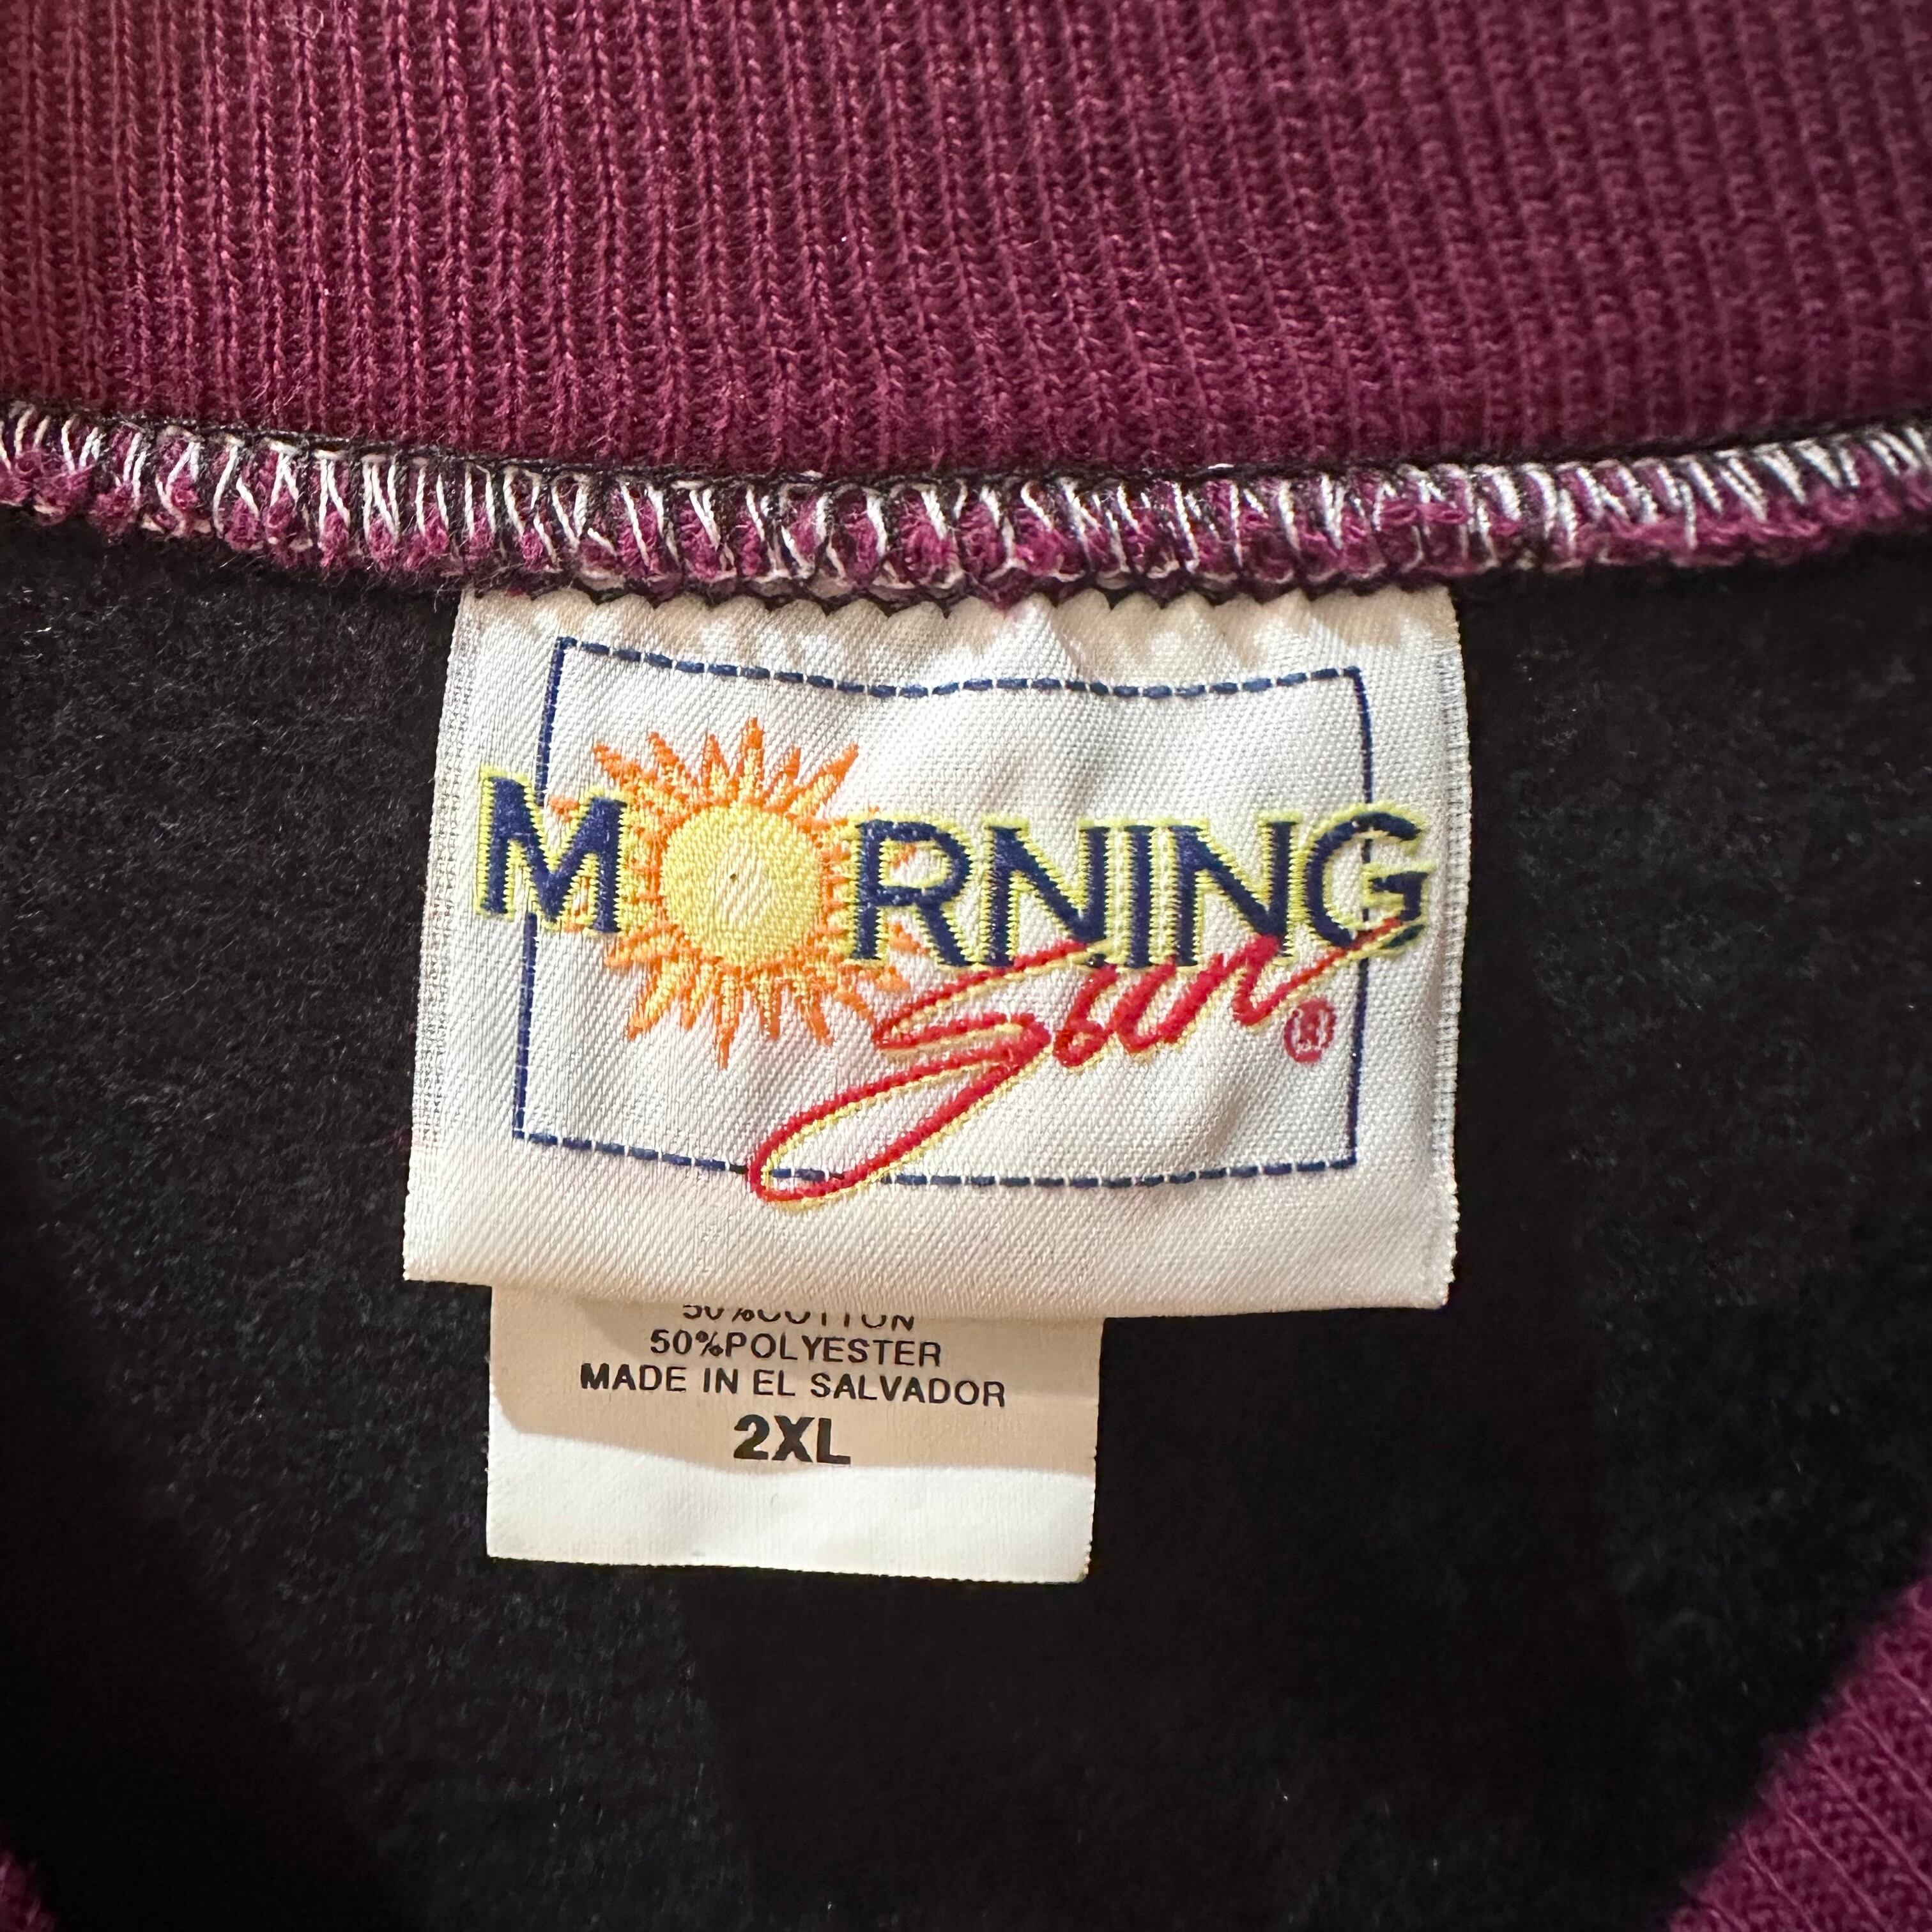 MORNING
Sun®
50%COTTON
50%POLYESTER
MADE IN EL SALVADOR
2XL